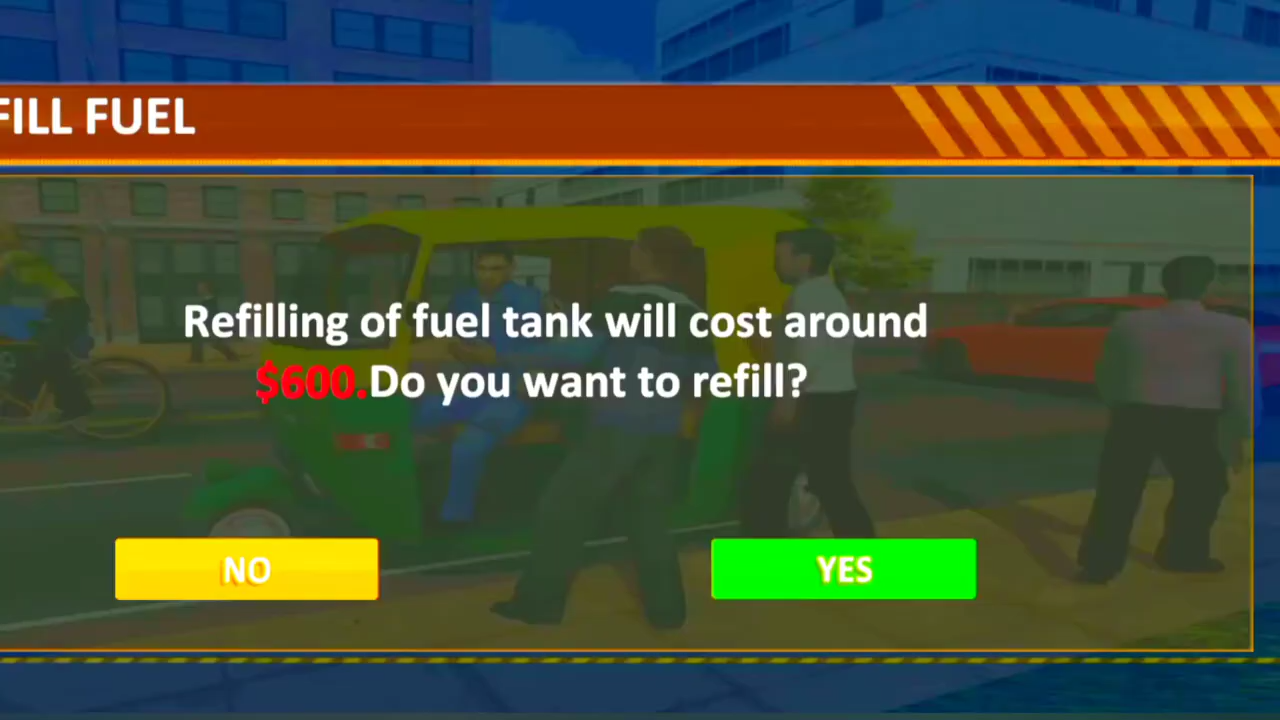 FILL FUEL
Refilling of fuel tank will cost around
$600.Do you want to refill?
NO
YES